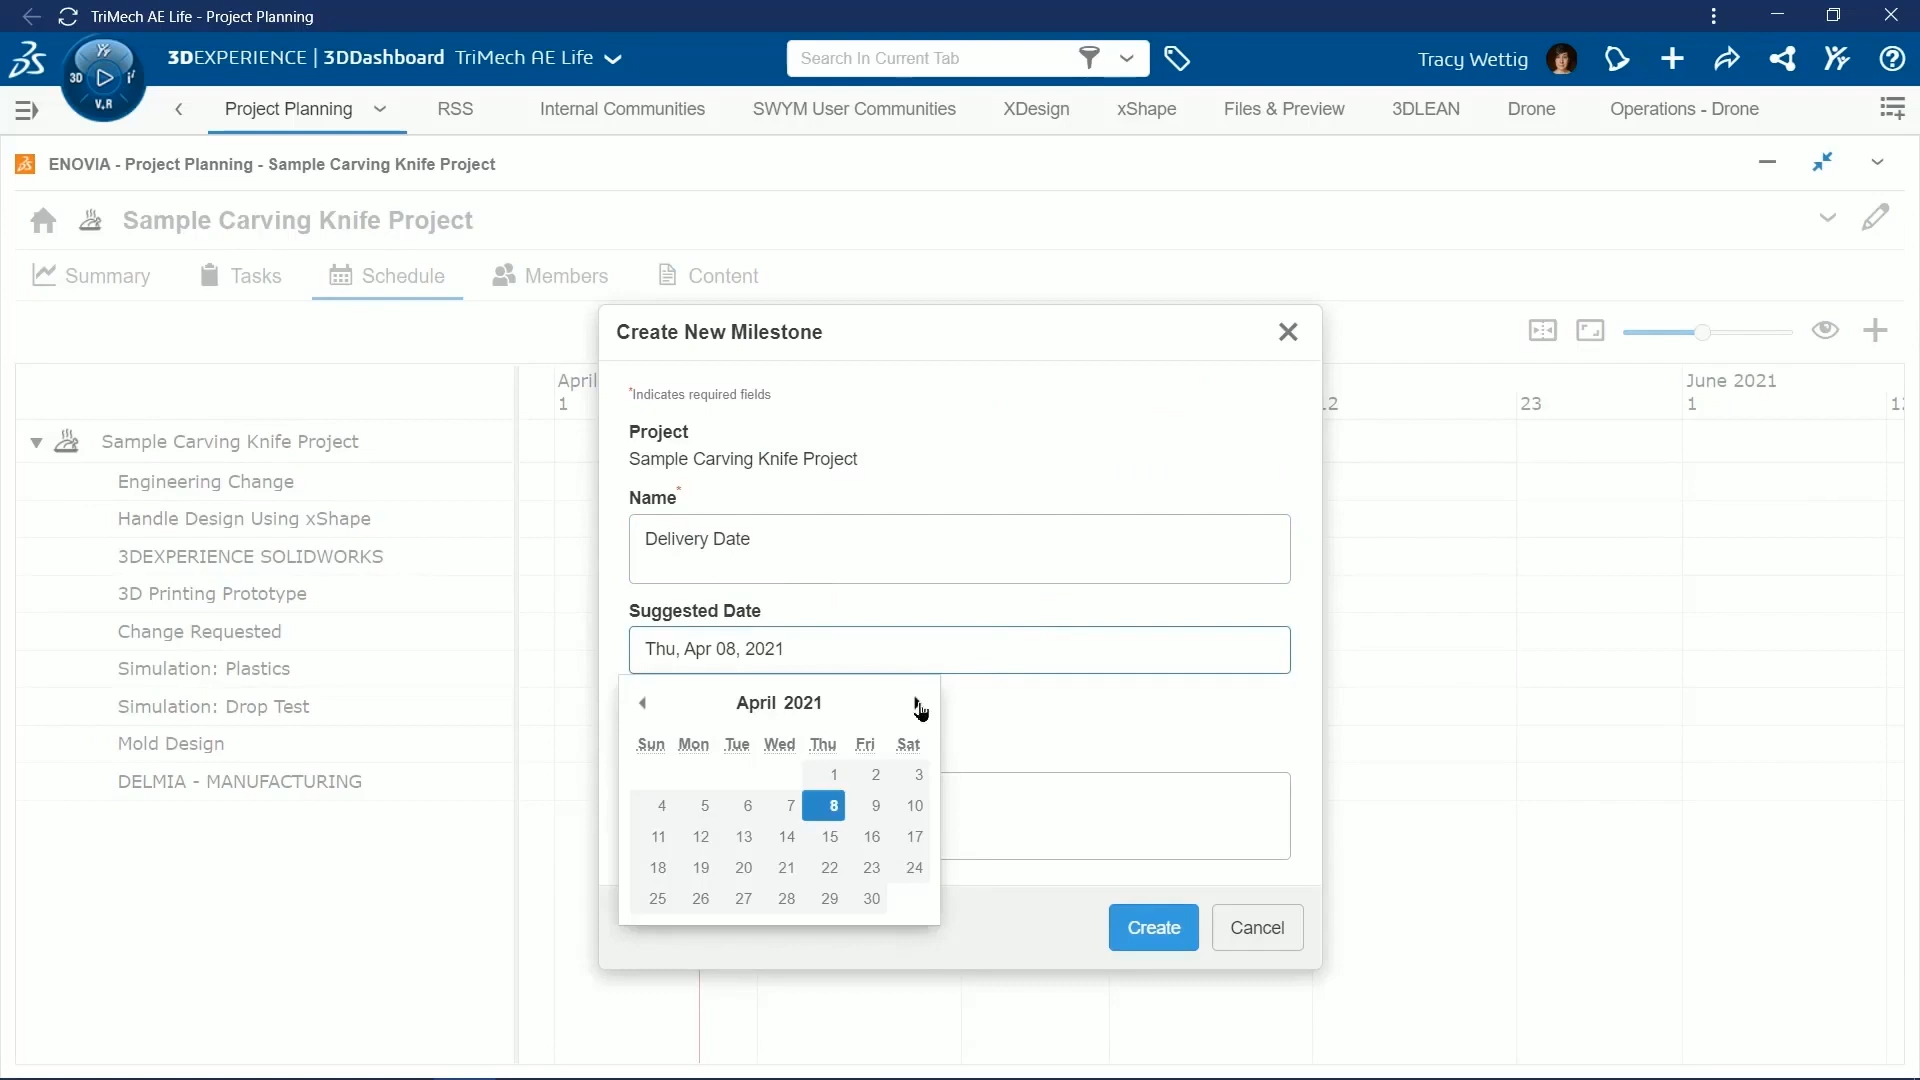 TriMech AE Life - Project Planning
3DEXPERIENCE | 3DDashboard TriMech AE Life
Search In Current Tab
Tracy Wettig
3D
V.R
Project Planning
RSS
Internal Communities
SWYM User Communities
XDesign
xShape
Files & Preview
3DLEAN
Drone
Operations - Drone
ENOVIA - Project Planning - Sample Carving Knife Project
Sample Carving Knife Project
Summary
Tasks
Schedule
Members
Content
Create New Milestone
April
1
June 2021
1
23
*Indicates required fields
Project
Sample Carving Knife Project
Name*
Delivery Date
Suggested Date
Thu, Apr 08, 2021
April 2021
Sun Mon Tue Wed Thu Fri Sat
1 2 3
4 5 6 7 8 9 10
11 12 13 14 15 16 17
18 19 20 21 22 23 24
25 26 27 28 29 30
Create
Cancel
Sample Carving Knife Project
Engineering Change
Handle Design Using xShape
3DEXPERIENCE SOLIDWORKS
3D Printing Prototype
Change Requested
Simulation: Plastics
Simulation: Drop Test
Mold Design
DELMIA - MANUFACTURING